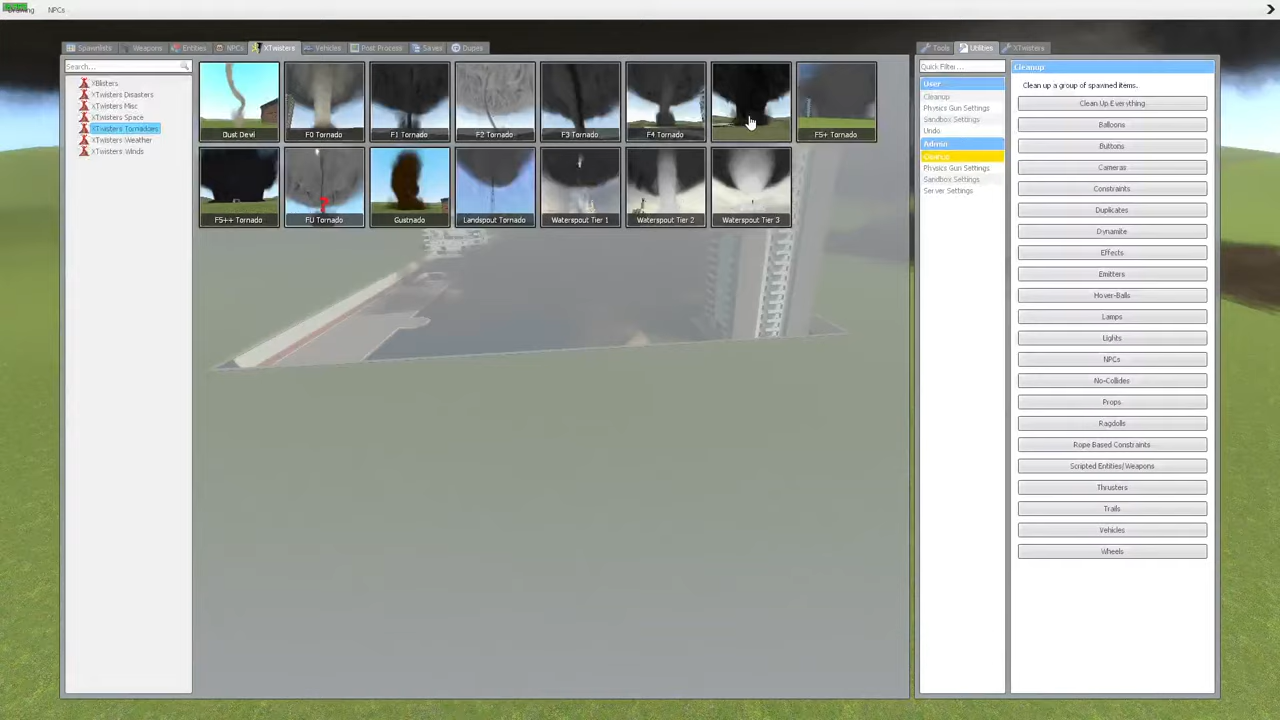 Drawing NPCs
Spawnlists Weapons Entities NPCs XTwisters Vehicles Post Process Saves Dupes
Tools Utilities XTwisters
Search...
XBlisters
XTwisters Disasters
XTwisters Misc
XTwisters Space
XTwisters Tornadoes
XTwisters Weather
XTwisters Winds
Dust Devil F0 Tornado F1 Tornado F2 Tornado F3 Tornado F4 Tornado F5+ Tornado
F5++ Tornado FU Tornado Gustnado Landspout Tornado Waterspout Tier 1 Waterspout Tier 2 Waterspout Tier 3
Quick Filter...
User
Cleanup
Physics Gun Settings
Sandbox Settings
Undo
Admin
Cleanup
Physics Gun Settings
Sandbox Settings
Server Settings
Cleanup
Clean up a group of spawned items.
Clean Up Everything
Balloons
Buttons
Cameras
Constraints
Duplicates
Dynamite
Effects
Emitters
Hover-Balls
Lamps
Lights
NPCs
No-Collides
Props
Ragdolls
Rope Based Constraints
Scripted Entities/Weapons
Thrusters
Trails
Vehicles
Wheels